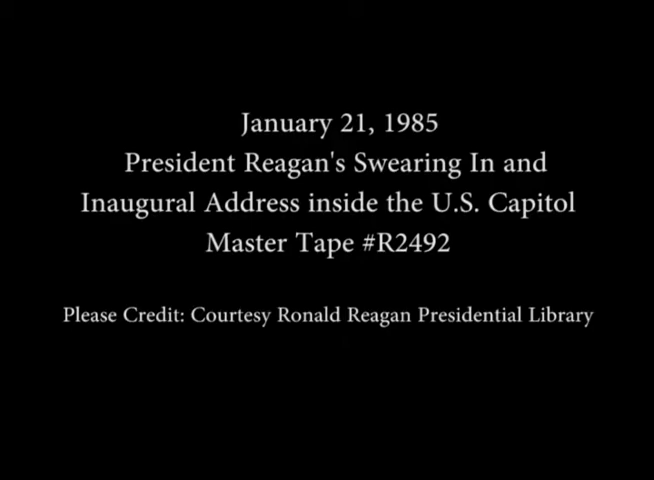 January 21, 1985
President Reagan's Swearing In and
Inaugural Address inside the U.S. Capitol
Master Tape #R2492
Please Credit: Courtesy Ronald Reagan Presidential Library